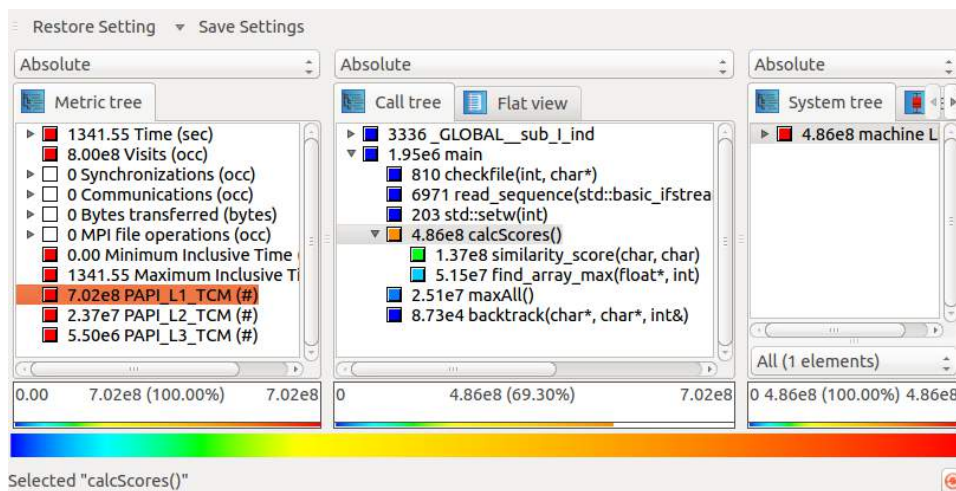 Restore Setting Save Settings
Absolute
Absolute
Absolute
Metric tree
Call tree Flat view
System tree
1341.55 Time (sec)
8.00e8 Visits (occ)
0 Synchronizations (occ)
0 Communications (occ)
0 Bytes transferred (bytes)
0 MPI file operations (occ)
0.00 Minimum Inclusive Time (
1341.55 Maximum Inclusive Ti
7.02e8 PAPI_L1_TCM (#)
2.37e7 PAPI_L2_TCM (#)
5.50e6 PAPI_L3_TCM (#)
3336 _GLOBAL__sub_I_ind
1.95e6 main
810 checkfile(int, char*)
6971 read_sequence(std::basic_ifstrea
203 std::setw(int)
4.86e8 calcScores()
1.37e8 similarity_score(char, char)
5.15e7 find_array_max(float*, int)
2.51e7 maxAll()
8.73e4 backtrack(char*, char*, int&)
4.86e8 machine Li
All (1 elements)
0.00 7.02e8 (100.00%) 7.02e8
0 4.86e8 (69.30%) 7.02e8
0 4.86e8 (100.00%) 4.86e8
Selected "calcScores()"